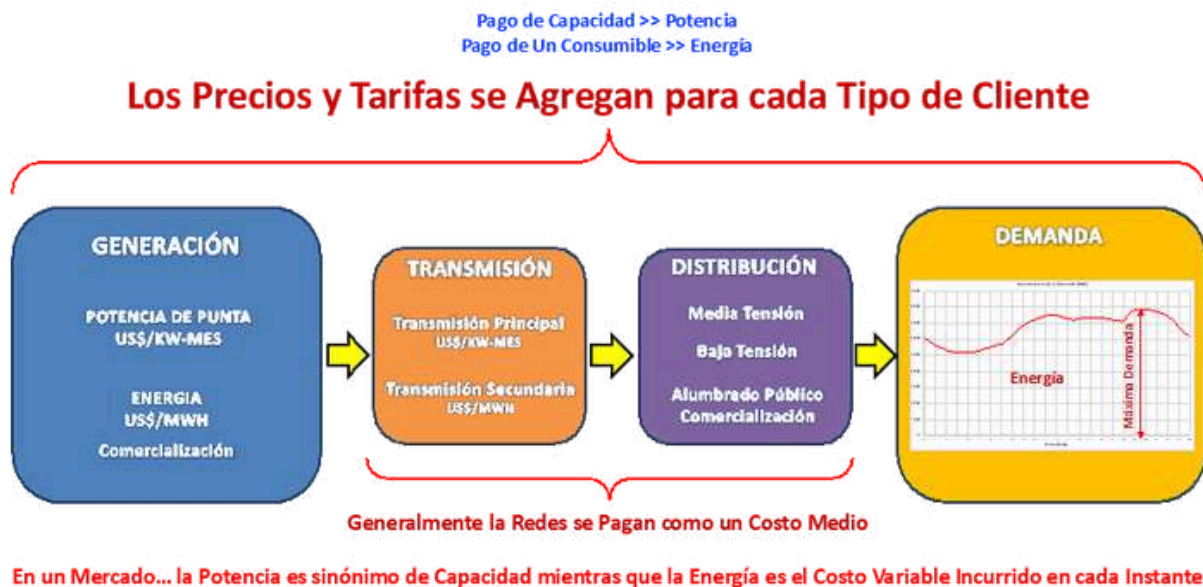 Pago de Capacidad >> Potencia
Pago de Un Consumible >> Energía
Los Precios y Tarifas se Agregan para cada Tipo de Cliente
GENERACIÓN
POTENCIA DE PUNTA
US$/KW-MES
ENERGIA
US$/MWH
Comercialización
TRANSMISIÓN
Transmisión Principal
US$/KW-MES
Transmisión Secundaria
US$/MWH
DISTRIBUCIÓN
Media Tensión
Baja Tensión
Alumbrado Público
Comercialización
DEMANDA
Energía
Máxima Demanda
Generalmente la Redes se Pagan como un Costo Medio
En un Mercado... la Potencia es sinónimo de Capacidad mientras que la Energía es el Costo Variable Incurrido en cada Instante